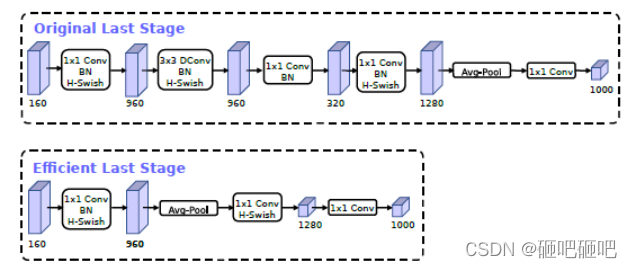 Original Last Stage
1x1 Conv
BN
H-Swish
3x3 DConv
BN
H-Swish
1x1 Conv
BN
1x1 Conv
BN
H-Swish
Avg-Pool
1x1 Conv
160
960
960
320
1280
1000
Efficient Last Stage
1x1 Conv
BN
H-Swish
Avg-Pool
1x1 Conv
H-Swish
1x1 Conv
160
960
1280
1000
CSDN @砸吧砸吧